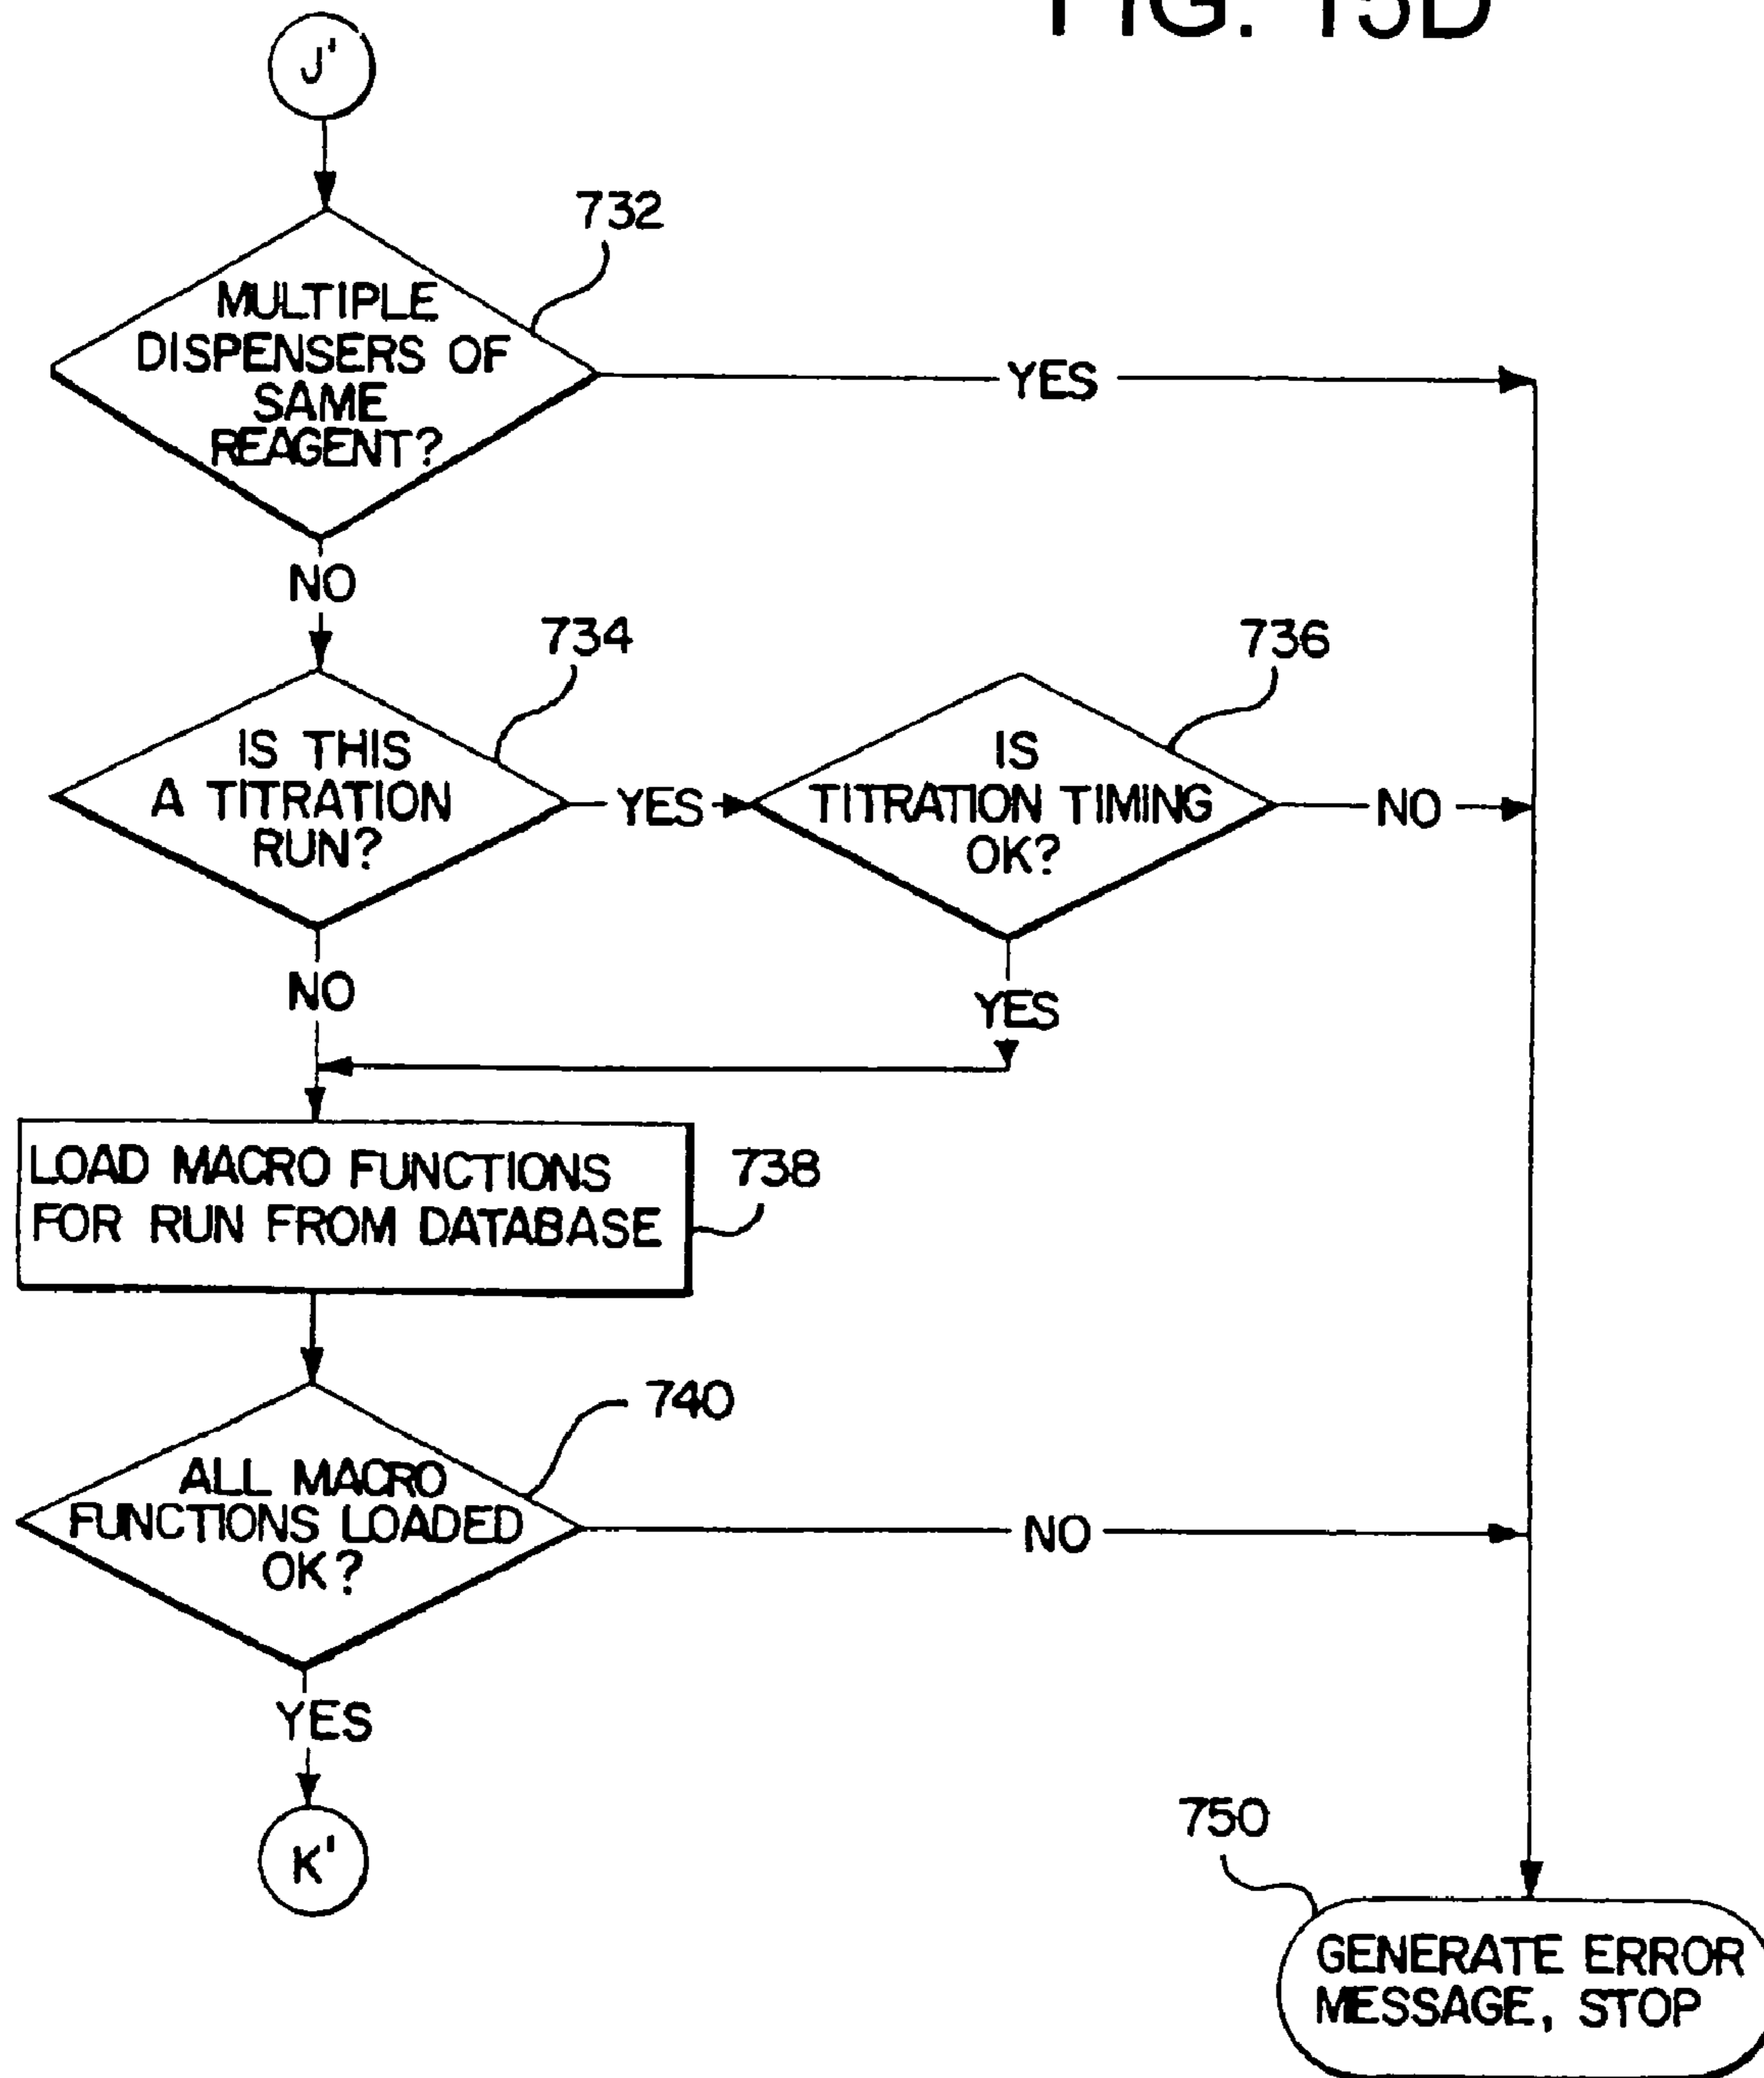 FIG. 15D
J'
732
MULTIPLE
DISPENSERS OF
SAME
REAGENT?
YES
NO
734
736
IS THIS
A TITRATION
RUN?
YES
IS
TITRATION TIMING
OK?
NO
NO
YES
LOAD MACRO FUNCTIONS
FOR RUN FROM DATABASE
738
740
ALL MACRO
FUNCTIONS LOADED
OK?
NO
YES
K'
750
GENERATE ERROR
MESSAGE, STOP